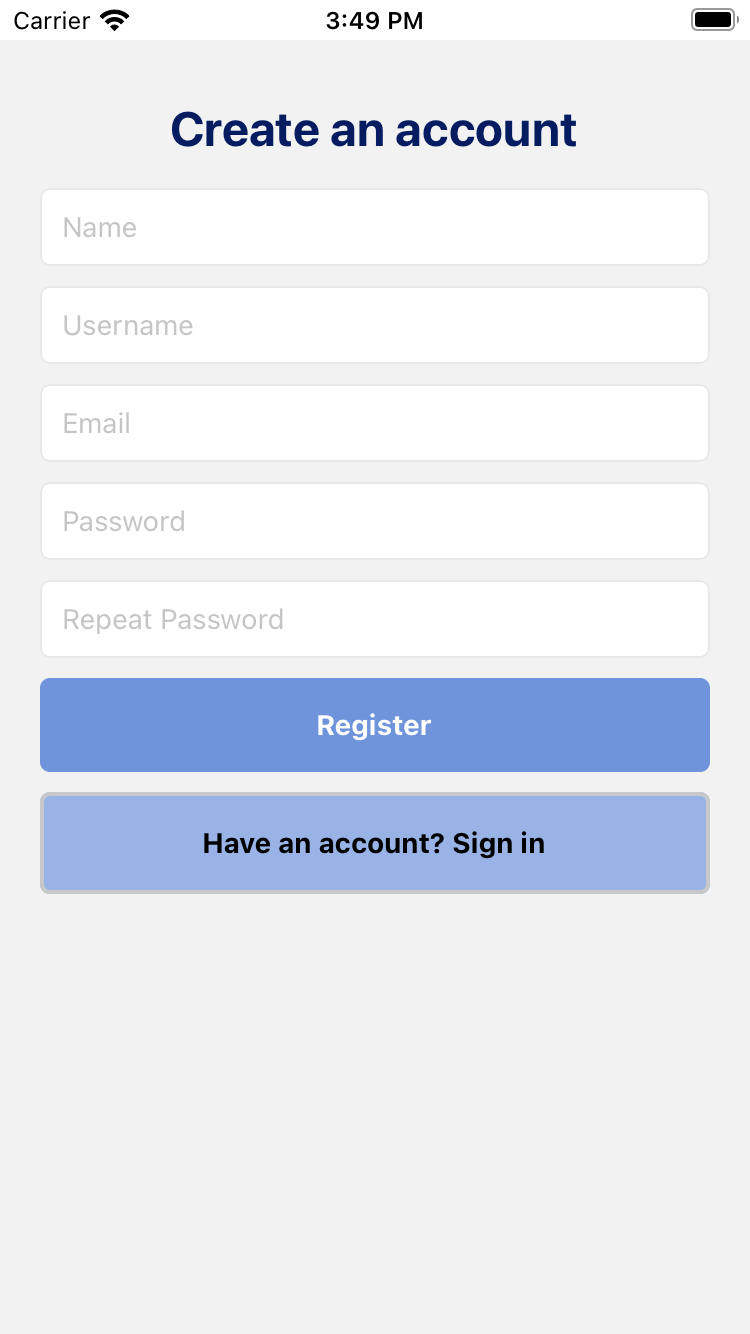 Carrier 3:49 PM
Create an account
Name
Username
Email
Password
Repeat Password
Register
Have an account? Sign in